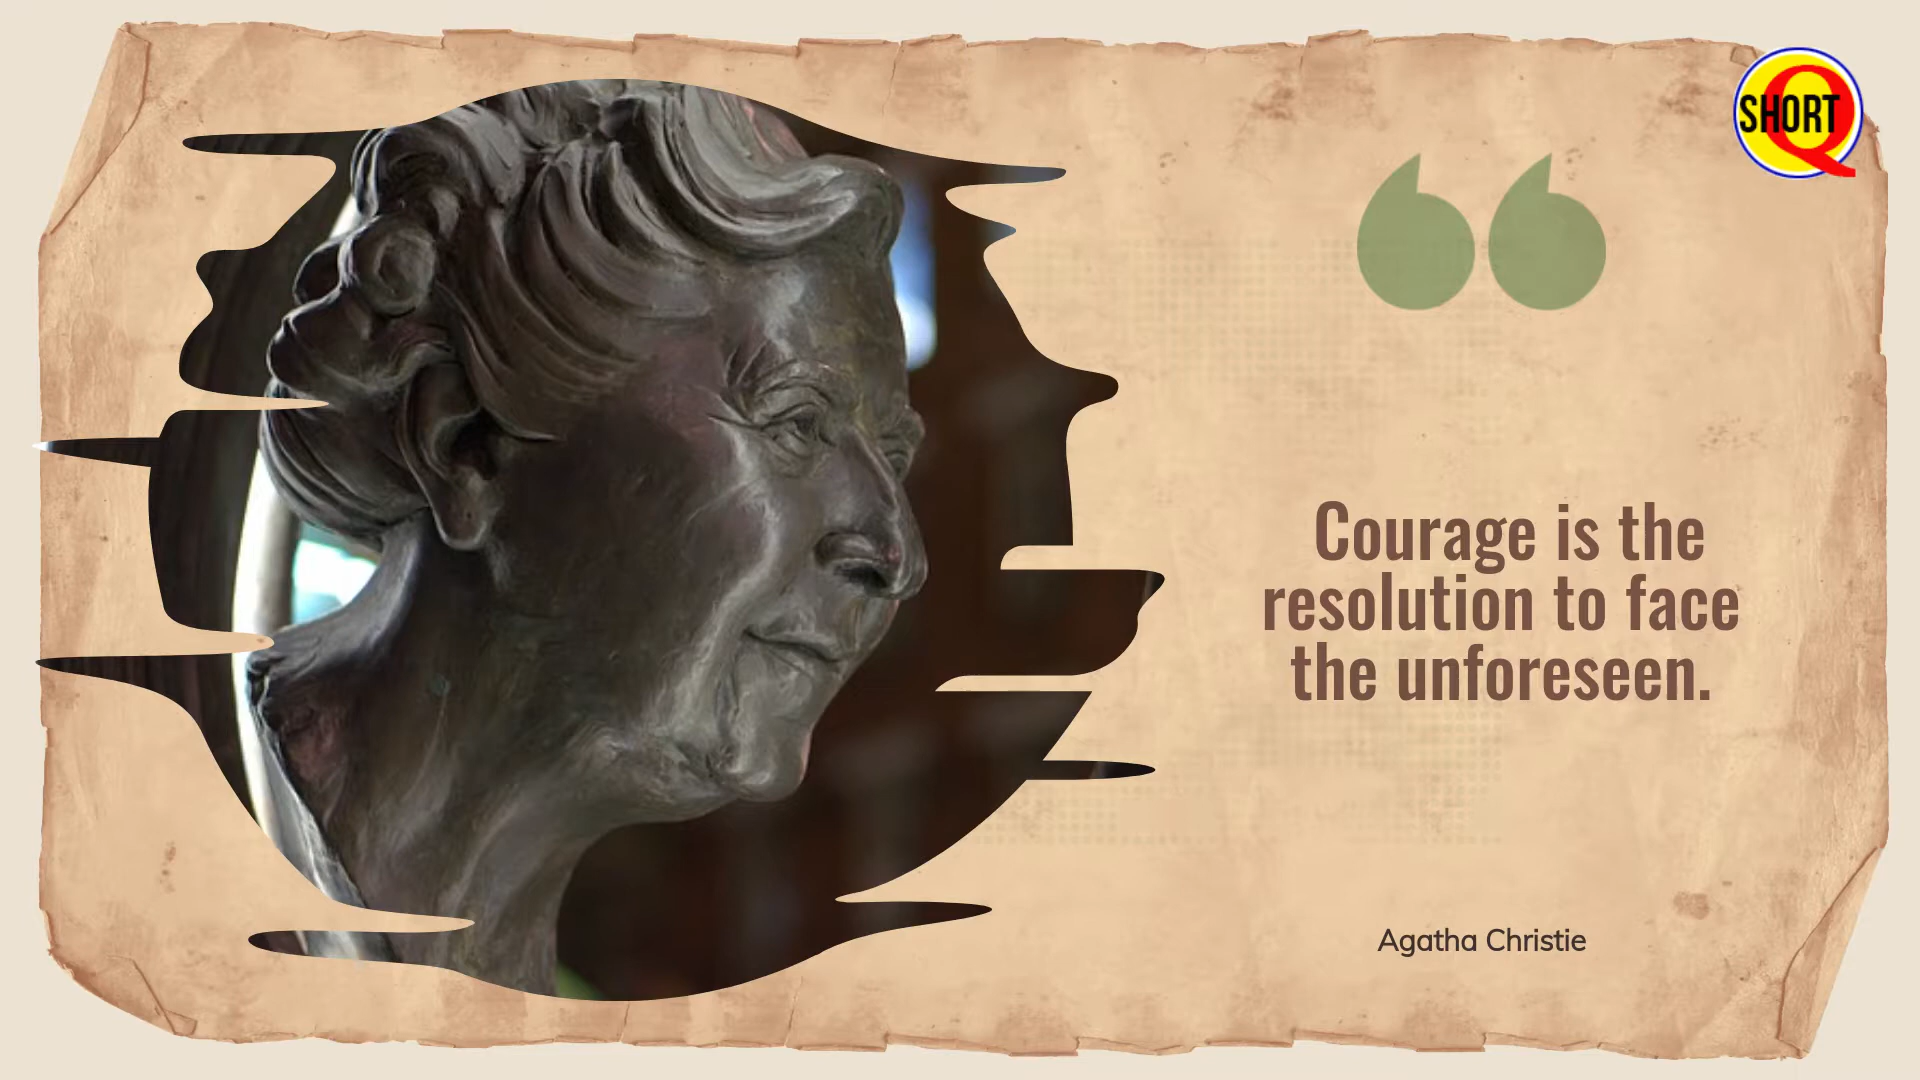 SHORT Q
Courage is the
resolution to face
the unforeseen.
Agatha Christie